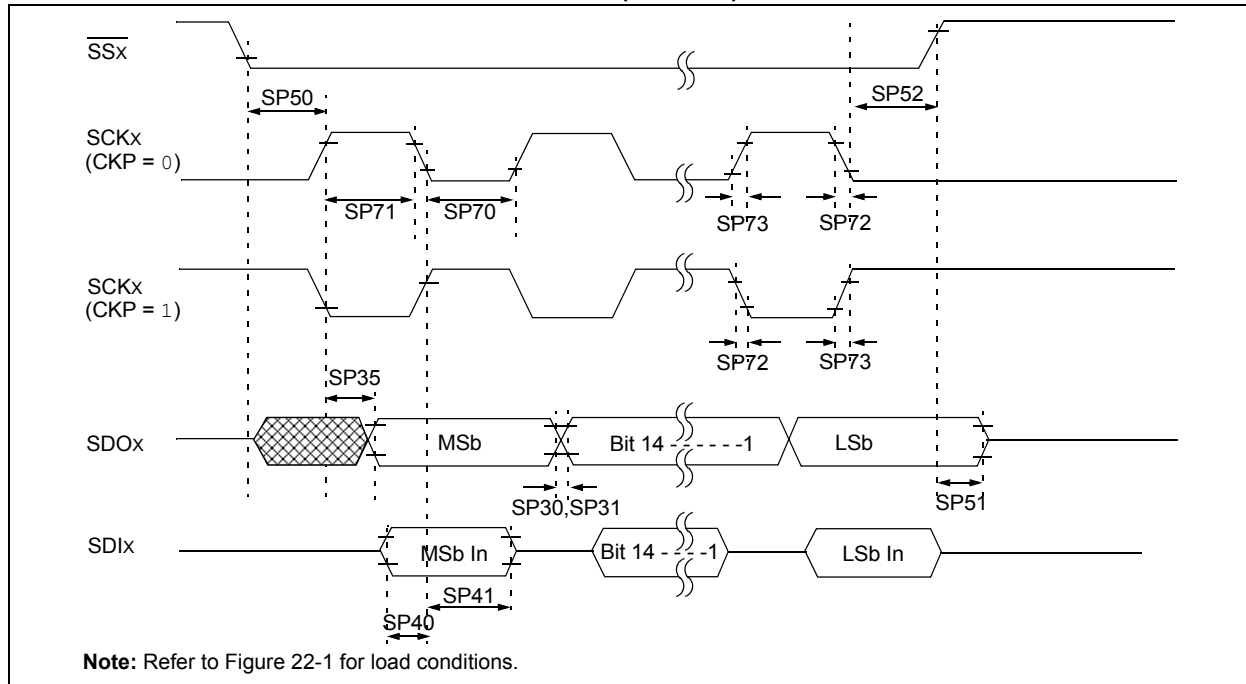 SSx
SP50
SP52
SCKx
(CKP = 0)
SP71
SP70
SP73
SP72
SCKx
(CKP = 1)
SP72
SP73
SP35
SDOx
MSb
Bit 14 - - - - - -1
LSb
SP30,SP31
SP51
SDIx
MSb In
Bit 14 - - - -1
LSb In
SP41
SP40
Note: Refer to Figure 22-1 for load conditions.